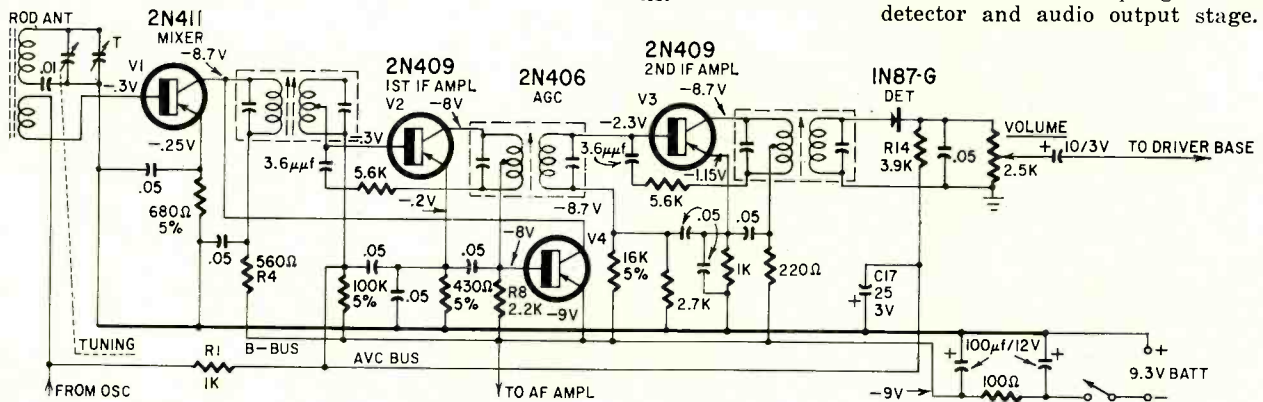 detector and audio output stage.
ROD ANT
2N411
MIXER
-8.7V
T
.01
V1
-.3V
-.25V
.05
680Ω
5%
.05
560Ω
R4
-.3V
2N409
1ST IF AMPL
V2
-8V
3.6µµf
5.6K
-.2V
2N406
AGC
-8.7V
-8V
V4
-9V
.05
100K
5%
.05
.05
430Ω
5%
R8
2.2K
2N409
2ND IF AMPL
V3
-8.7V
-2.3V
3.6µµf
-1.15V
5.6K
.05
.05
16K
5%
2.7K
1K
220Ω
1N87-G
DET
R14
3.9K
.05
VOLUME
2.5K
+
10/3V
TO DRIVER BASE
C17
25
3V
+
TUNING
B-BUS
R1
1K
AVC BUS
FROM OSC
TO AF AMPL
-9V
+
100µf/12V
+
100Ω
+
9.3V BATT
-